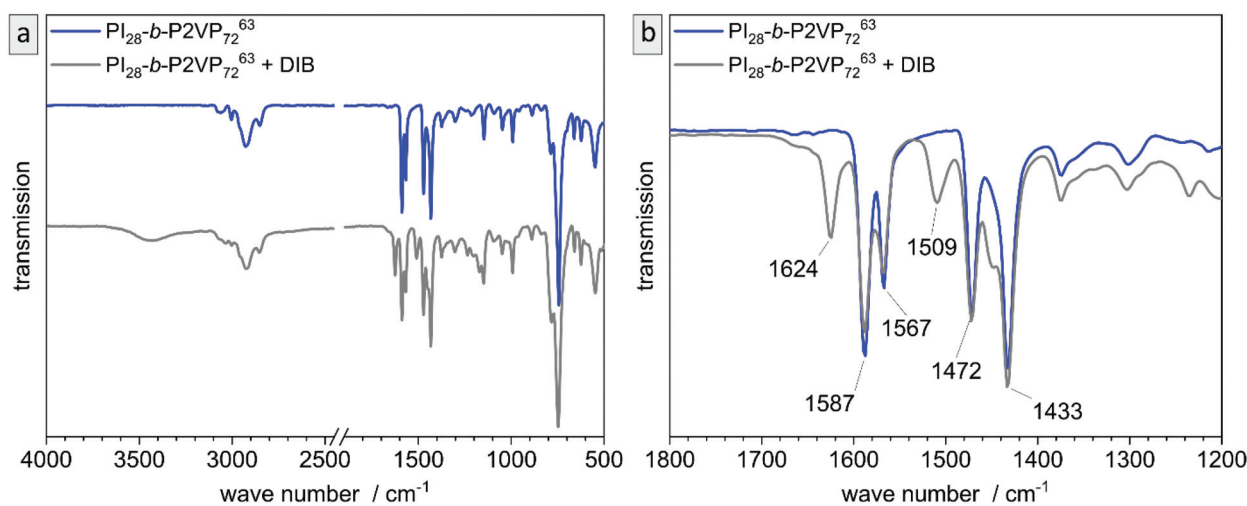 a
PI₂₈-b-P2VP₇₂⁶³
PI₂₈-b-P2VP₇₂⁶³ + DIB
transmission
4000 3500 3000 2500 1500 1000 500
wave number / cm⁻¹
b
PI₂₈-b-P2VP₇₂⁶³
PI₂₈-b-P2VP₇₂⁶³ + DIB
transmission
1624
1509
1567
1472
1587
1433
1800 1700 1600 1500 1400 1300 1200
wave number / cm⁻¹